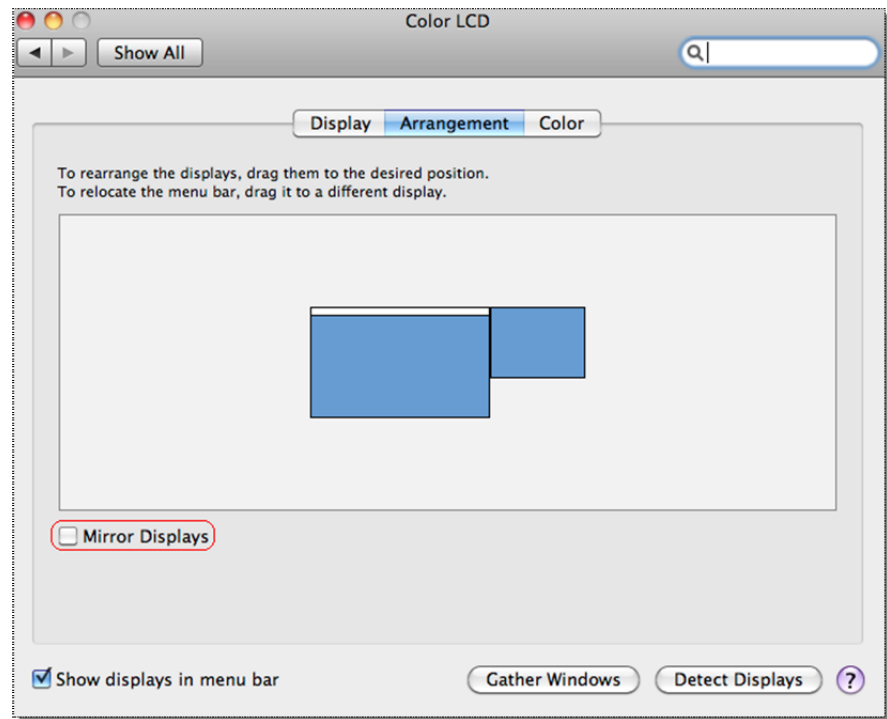 Color LCD
Show All
Display Arrangement Color
To rearrange the displays, drag them to the desired position.
To relocate the menu bar, drag it to a different display.
Mirror Displays
Show displays in menu bar Gather Windows Detect Displays ?